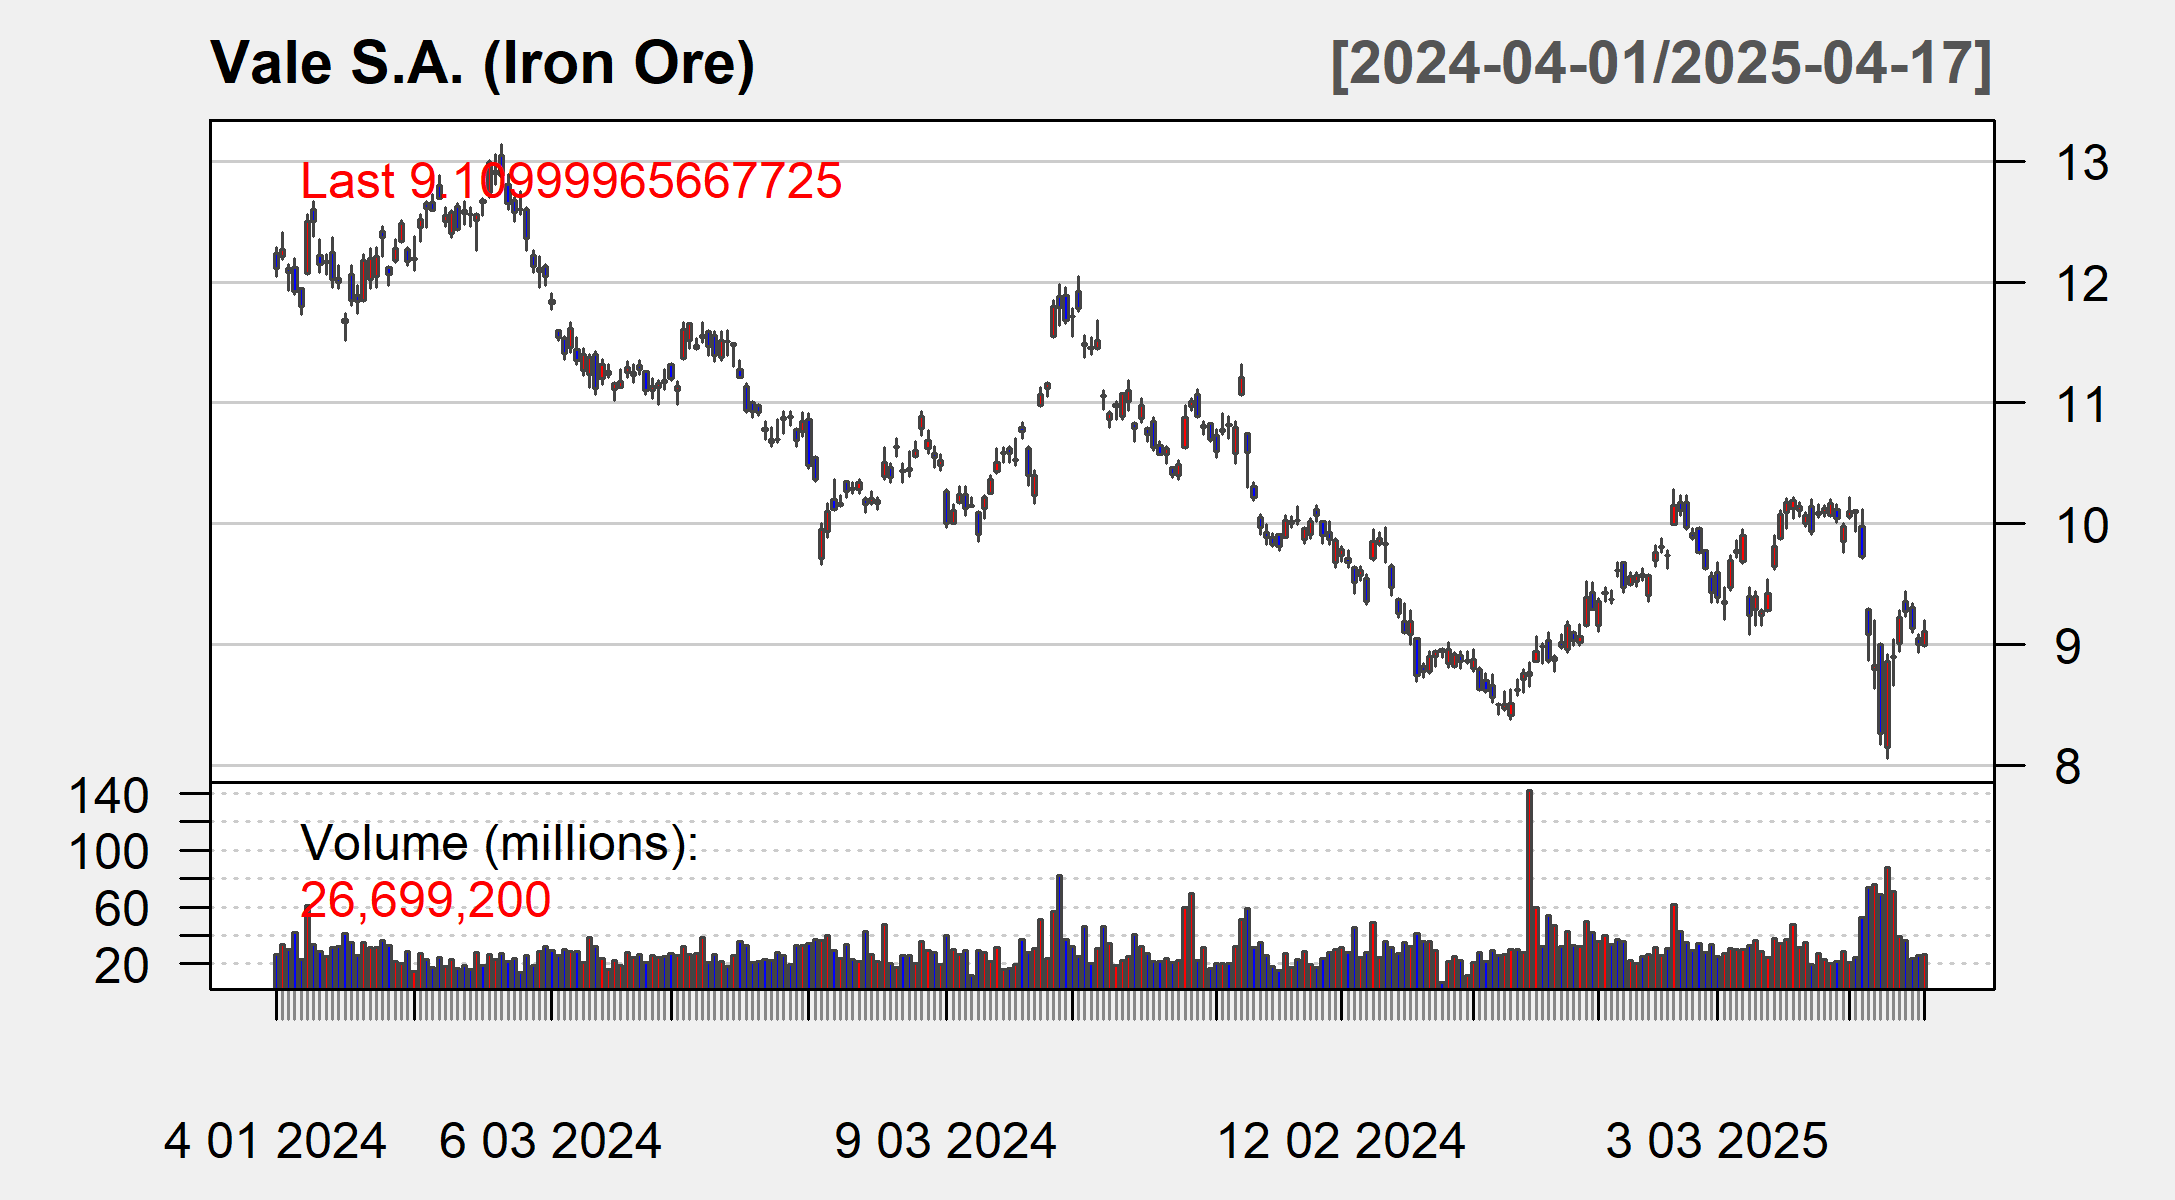 Vale S.A. (Iron Ore)
[2024-04-01/2025-04-17]
Last 9.10999965667725
13
12
11
10
9
8
Volume (millions):
26,699,200
140
100
60
20
4 01 2024
6 03 2024
9 03 2024
12 02 2024
3 03 2025